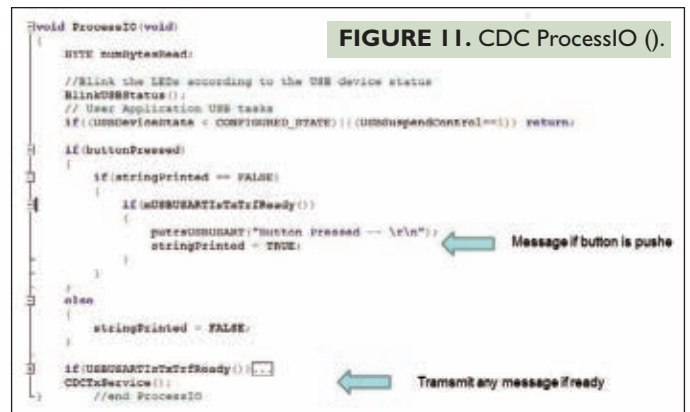 FIGURE 11. CDC ProcessIO ().
void ProcessIO(void)
{
BYTE numBytesRead;
//Blink the LEDs according to the USB device status
BlinkUSBStatus();
// User Application USB tasks
if((USBDeviceState < CONFIGURED_STATE)||(USBSuspendControl==1)) return;
if(buttonPressed)
{
if(stringPrinted == FALSE)
{
if(mUSBUSARTIsTxTrfReady())
{
putrsUSBUSART("Button Pressed -- \r\n");
stringPrinted = TRUE;
}
}
}
Message if button is pushe
else
{
stringPrinted = FALSE;
}
if(USBUSARTIsTxTrfReady())...
CDCTxService();
//end ProcessIO
}
Tramsmit any message if ready